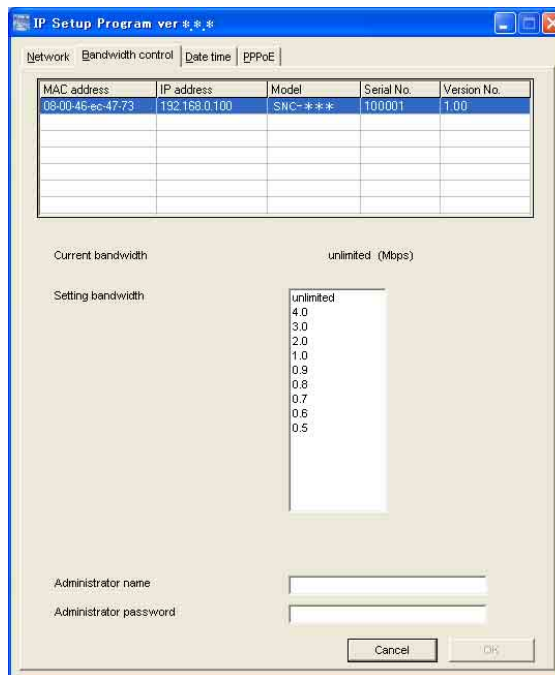 IP Setup Program ver *.*.*
Network Bandwidth control Date time PPPoE
MAC address IP address Model Serial No. Version No.
08-00-46-ec-47-73 192.168.0.100 SNC-*** 100001 1.00
Current bandwidth unlimited (Mbps)
Setting bandwidth
unlimited
4.0
3.0
2.0
1.0
0.9
0.8
0.7
0.6
0.5
Administrator name
Administrator password
Cancel OK